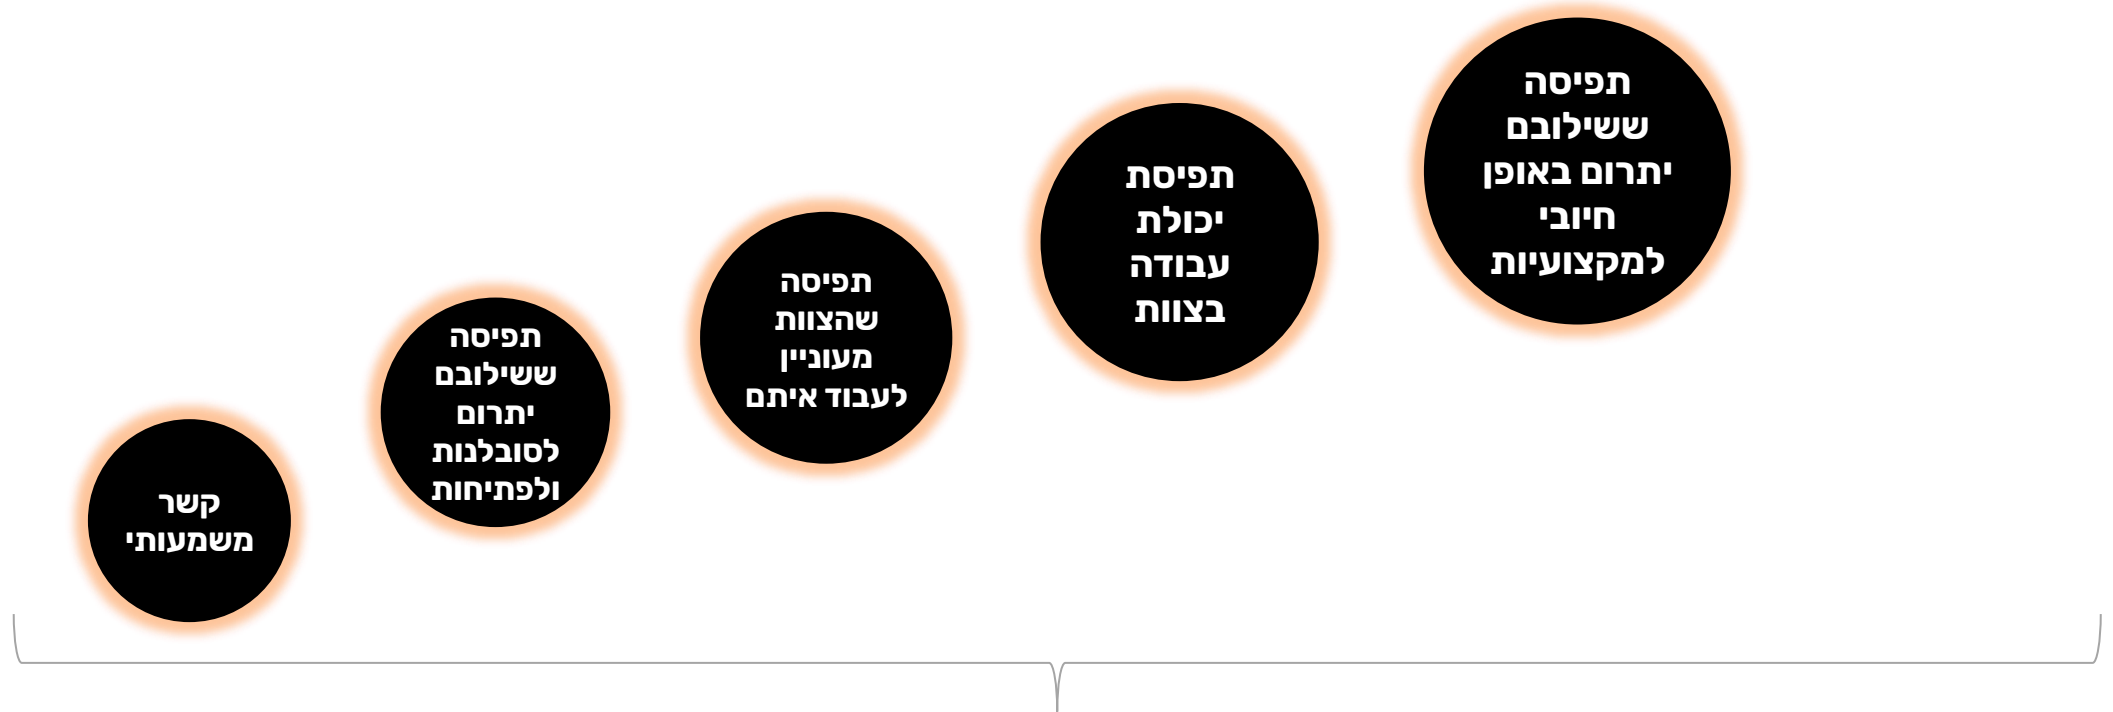 תפיסה
ששילובם
יתרום באופן
חיובי
למקצועיות
תפיסת
יכולת
עבודה
בצוות
תפיסה
שהצוות
מעוניין
לעבוד איתם
תפיסה
ששילובם
יתרום
לסובלנות
ולפתיחות
קשר
משמעותי